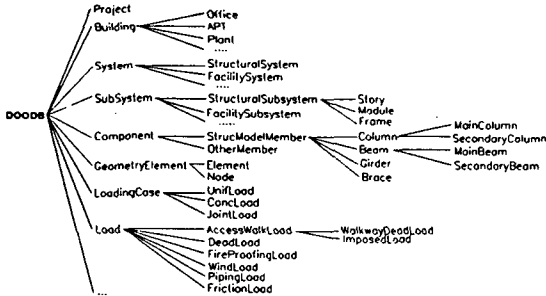 Project
Building
Office
APT
Plant
....
System
StructuralSystem
FacilitySystem
....
SubSystem
StructuralSubsystem
Story
Module
Frame
FacilitySubsystem
....
DOODB
Component
StrucModelMember
Column
MainColumn
SecondaryColumn
Beam
MainBeam
SecondaryBeam
Girder
Brace
OtherMember
GeometryElement
Element
Node
LoadingCase
UnifLoad
ConcLoad
JointLoad
Load
AccessWalkLoad
WalkwayDeadLoad
ImposedLoad
DeadLoad
FireProofingLoad
WindLoad
PipingLoad
FrictionLoad
...